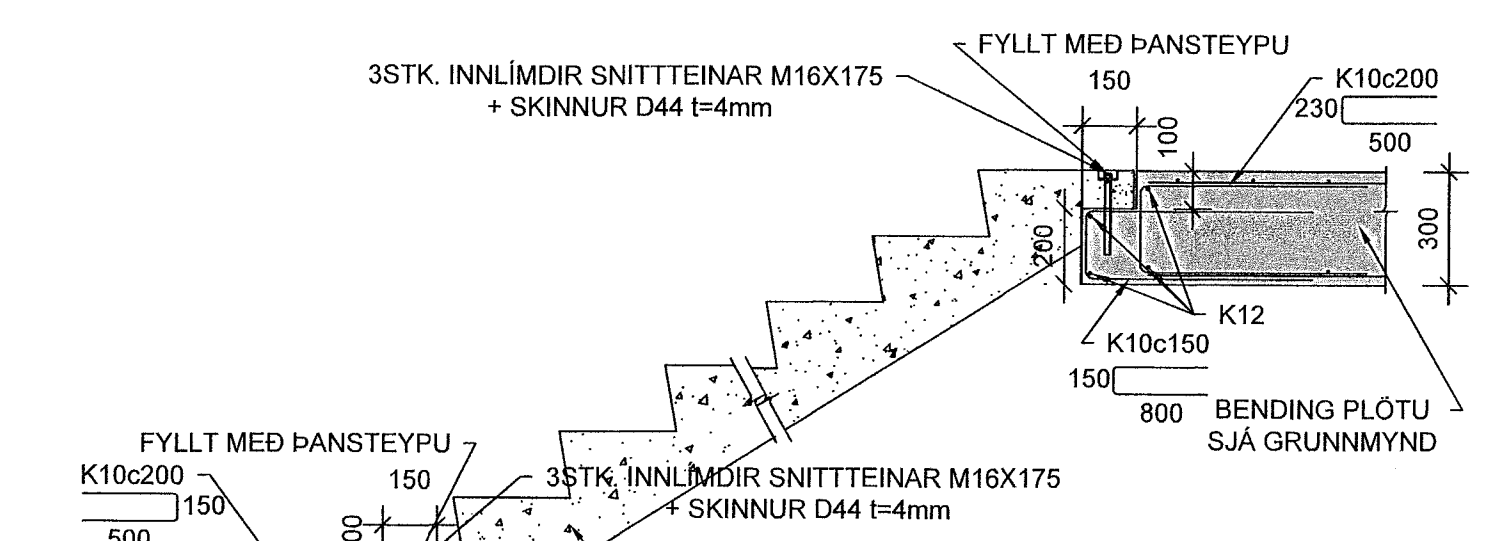 FYLLT MEÐ ÞANSTEYPU
3STK. INNLÍMDIR SNITTTEINAR M16X175
+ SKINNUR D44 t=4mm
150
K10c200
230
500
100
200
300
K12
K10c150
150
800
BENDING PLÖTU
SJÁ GRUNNMYND
FYLLT MEÐ ÞANSTEYPU
K10c200
150
150
3STK. INNLÍMDIR SNITTTEINAR M16X175
+ SKINNUR D44 t=4mm
500